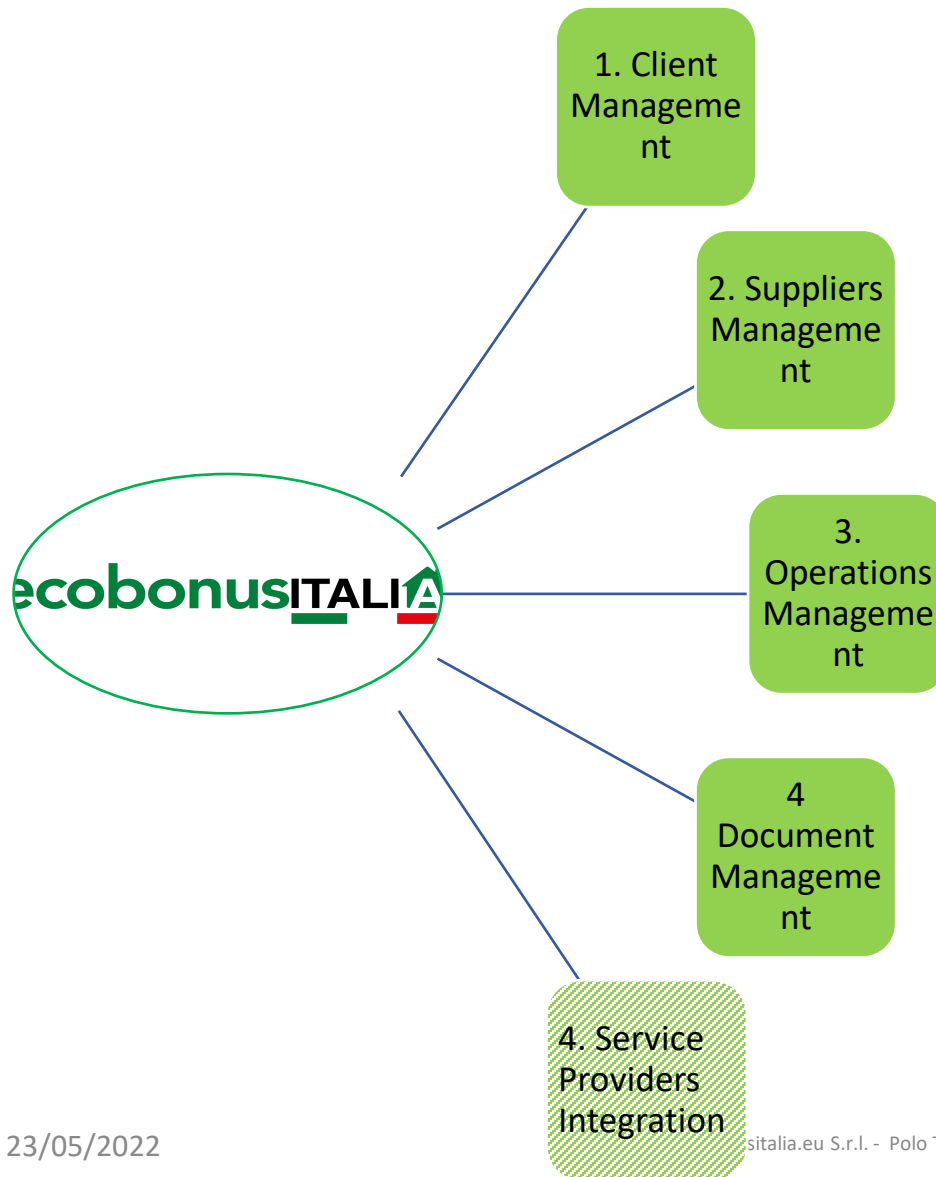 1. Client
Manageme
nt
2. Suppliers
Manageme
nt
ecobonusITALIA
3.
Operations
Manageme
nt
4
Document
Manageme
nt
4. Service
Providers
Integration
23/05/2022
sitalia.eu S.r.l. - Polo